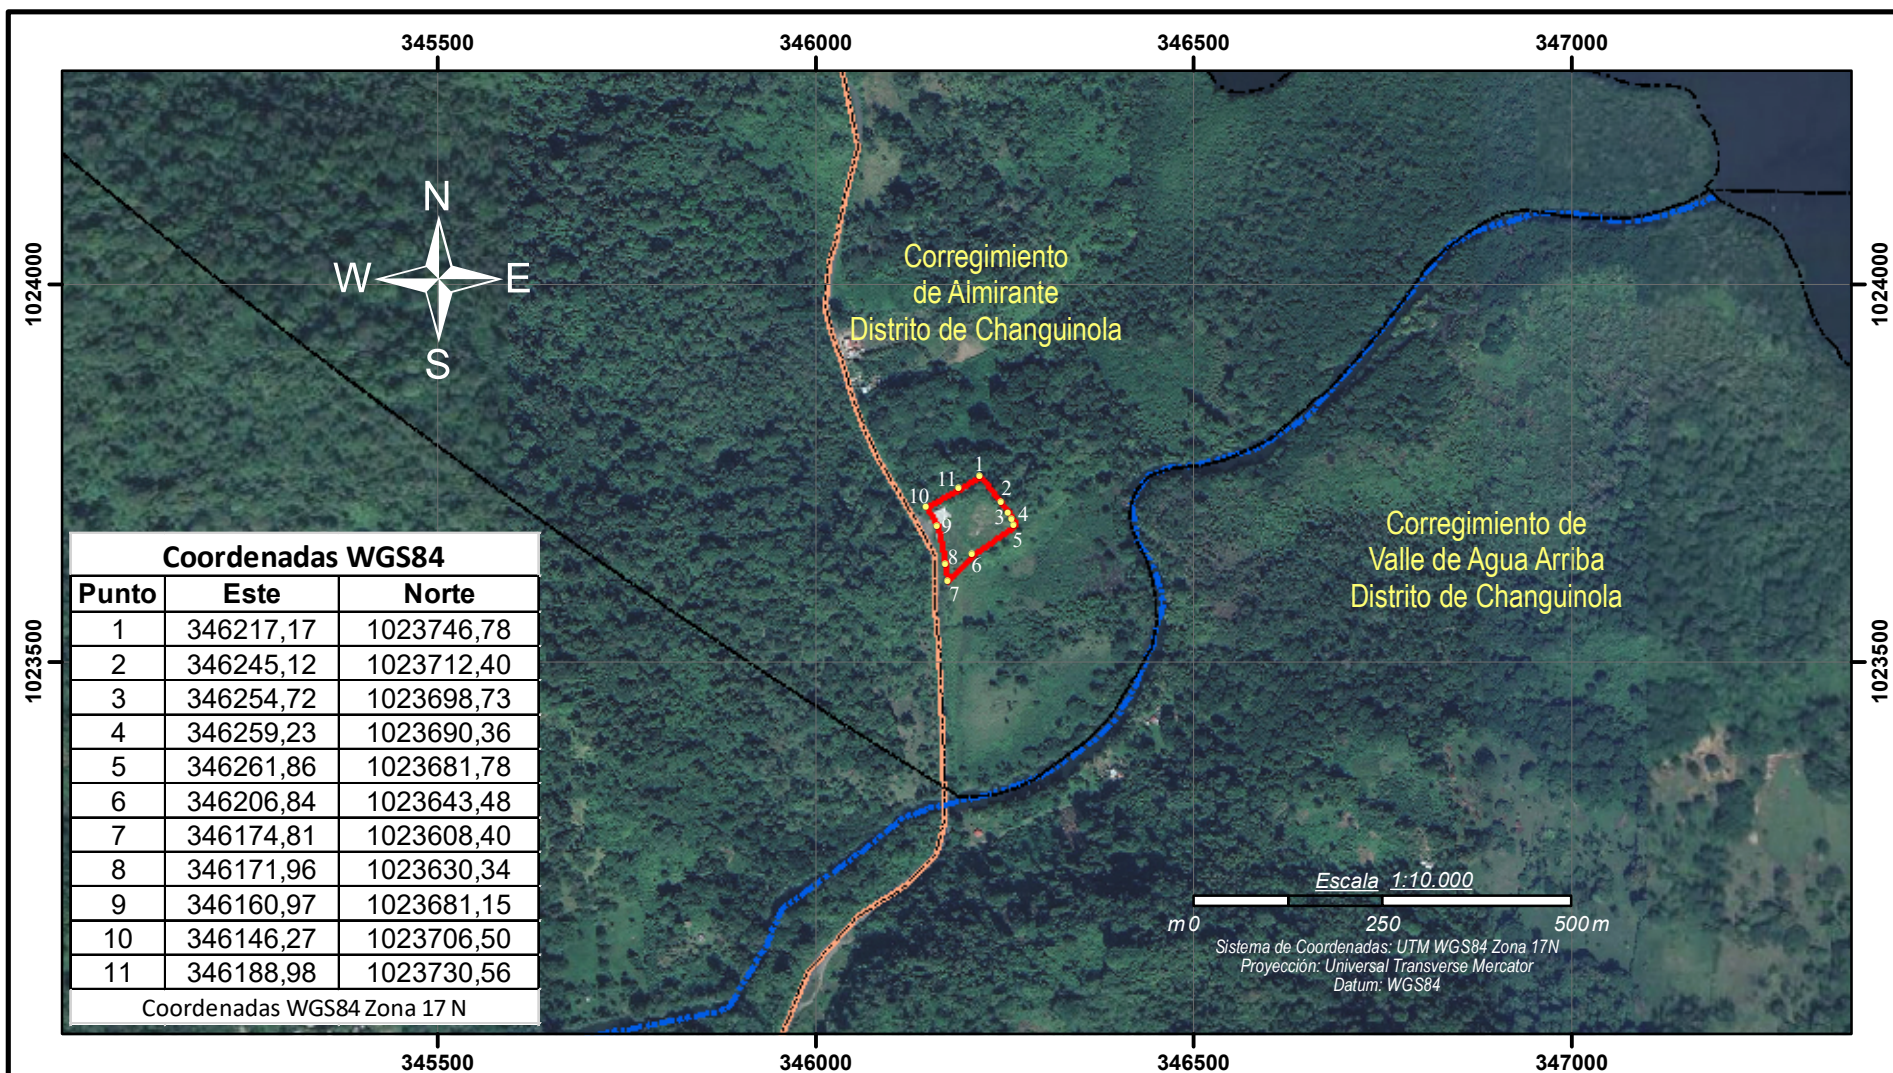 345500 346000 346500 347000
N
W E
S
1024000
1023500
1024000
1023500
Corregimiento
de Almirante
Distrito de Changuinola
Corregimiento de
Valle de Agua Arriba
Distrito de Changuinola
1
2
3
4
5
6
7
8
9
10
11
Coordenadas WGS84
Punto Este Norte
1 346217,17 1023746,78
2 346245,12 1023712,40
3 346254,72 1023698,73
4 346259,23 1023690,36
5 346261,86 1023681,78
6 346206,84 1023643,48
7 346174,81 1023608,40
8 346171,96 1023630,34
9 346160,97 1023681,15
10 346146,27 1023706,50
11 346188,98 1023730,56
Coordenadas WGS84 Zona 17 N
Escala 1:10.000
m 0 250 500 m
Sistema de Coordenadas: UTM WGS84 Zona 17N
Proyección: Universal Transverse Mercator
Datum: WGS84
345500 346000 346500 347000